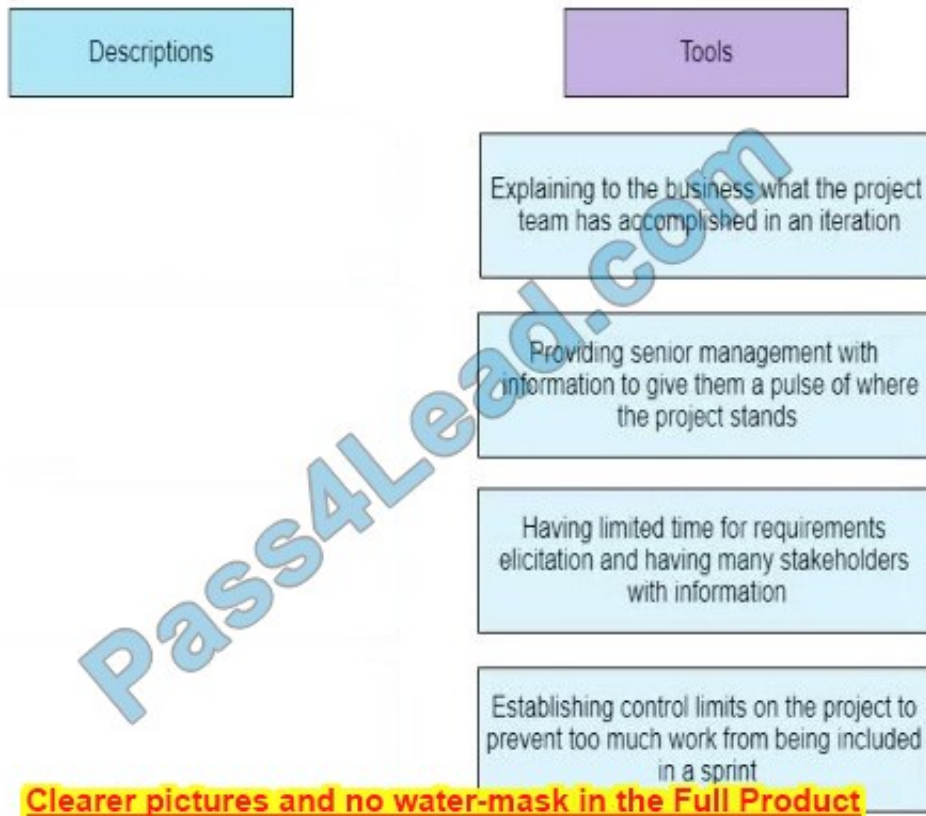 Descriptions
Tools
Explaining to the business what the project
team has accomplished in an iteration
Providing senior management with
information to give them a pulse of where
the project stands
Having limited time for requirements
elicitation and having many stakeholders
with information
Establishing control limits on the project to
prevent too much work from being included
in a sprint
Pass4Lead.com
Clearer pictures and no water-mask in the Full Product